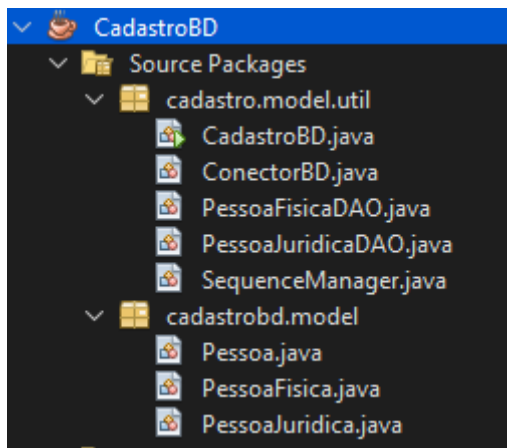 CadastroBD
Source Packages
cadastro.model.util
CadastroBD.java
ConectorBD.java
PessoaFisicaDAO.java
PessoaJuridicaDAO.java
SequenceManager.java
cadastrobd.model
Pessoa.java
PessoaFisica.java
PessoaJuridica.java